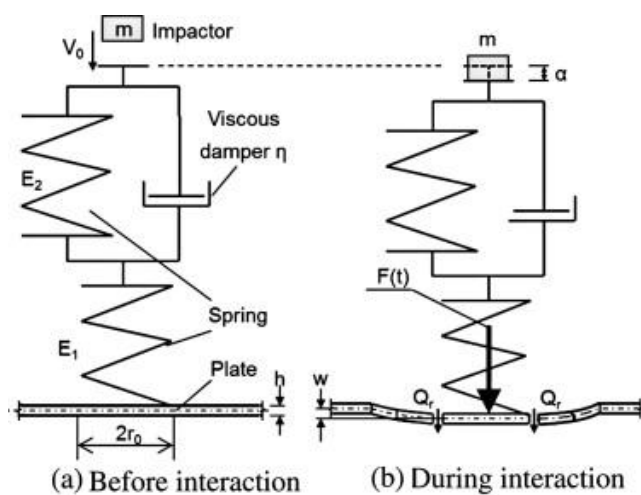 m Impactor
V₀
Viscous
damper η
E₂
Spring
E₁
Plate
h
2r₀
(a) Before interaction
m
α
F(t)
w
Qᵣ
Qᵣ
(b) During interaction